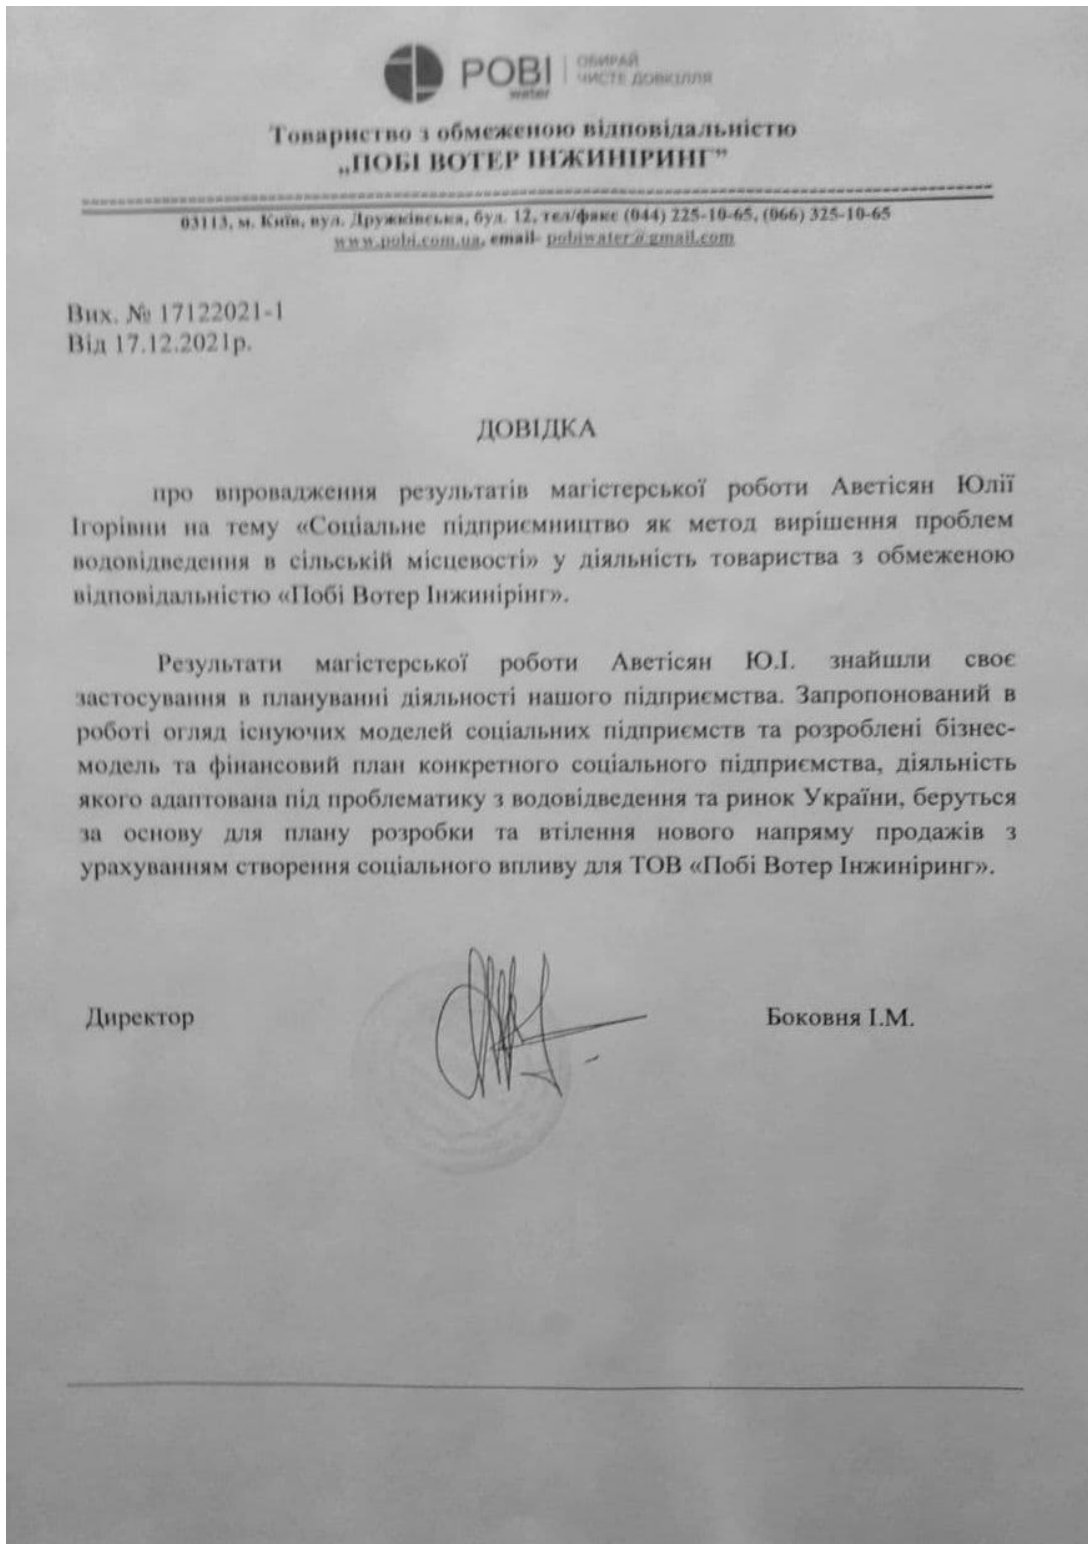 POBI
water
ОБИРАЙ
ЧИСТЕ ДОВКІЛЛЯ
Товариство з обмеженою відповідальністю
„ПОБІ ВОТЕР ІНЖИНІРИНГ”
03113, м. Київ, вул. Дружківська, буд. 12, тел/факс (044) 225-10-65, (066) 325-10-65
www.pobi.com.ua, email- pobiwater@gmail.com
Вих. № 17122021-1
Від 17.12.2021р.
ДОВІДКА
про впровадження результатів магістерської роботи Аветісян Юлії
Ігорівни на тему «Соціальне підприємництво як метод вирішення проблем
водовідведення в сільській місцевості» у діяльність товариства з обмеженою
відповідальністю «Побі Вотер Інжинірінг».
Результати магістерської роботи Аветісян Ю.І. знайшли своє
застосування в плануванні діяльності нашого підприємства. Запропонований в
роботі огляд існуючих моделей соціальних підприємств та розроблені бізнес-
модель та фінансовий план конкретного соціального підприємства, діяльність
якого адаптована під проблематику з водовідведення та ринок України, беруться
за основу для плану розробки та втілення нового напряму продажів з
урахуванням створення соціального впливу для ТОВ «Побі Вотер Інжиніринг».
Директор
Боковня І.М.